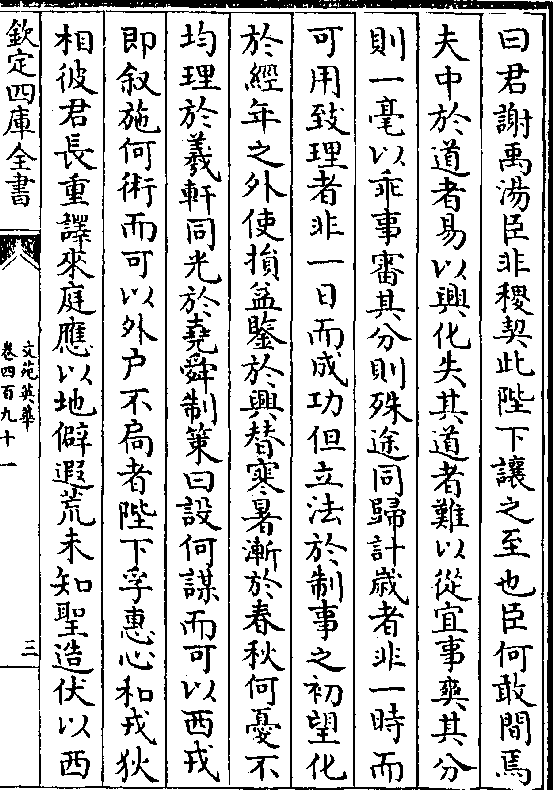 曰君謝禹湯臣非稷契此陛下讓之至也臣何敢間焉
夫中於道者易以興化失其道者難以從宜事爽其分
則一毫以乖事審其分則殊途同歸計歲者非一時而
可用致理者非一日而成功但立法於制事之初望化
於經年之外使損益鑒於興替寒暑漸於春秋何憂不
均理於羲軒同光於堯舜制策曰設何謀而可以西戎
即叙施何術而可以外户不扃者陛下孚惠心和戎狄
相彼君長重譯來庭應以地僻遐荒未知聖造伏以西
欽定四庫全書
文苑英華
卷四百九十一
三